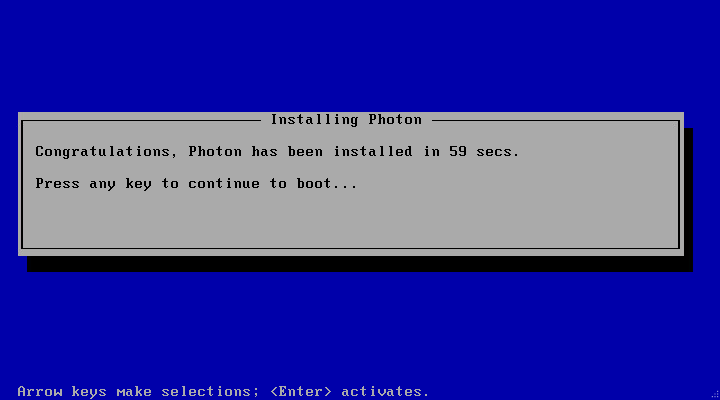 Installing Photon
Congratulations, Photon has been installed in 59 secs.
Press any key to continue to boot...
Arrow keys make selections; <Enter> activates.